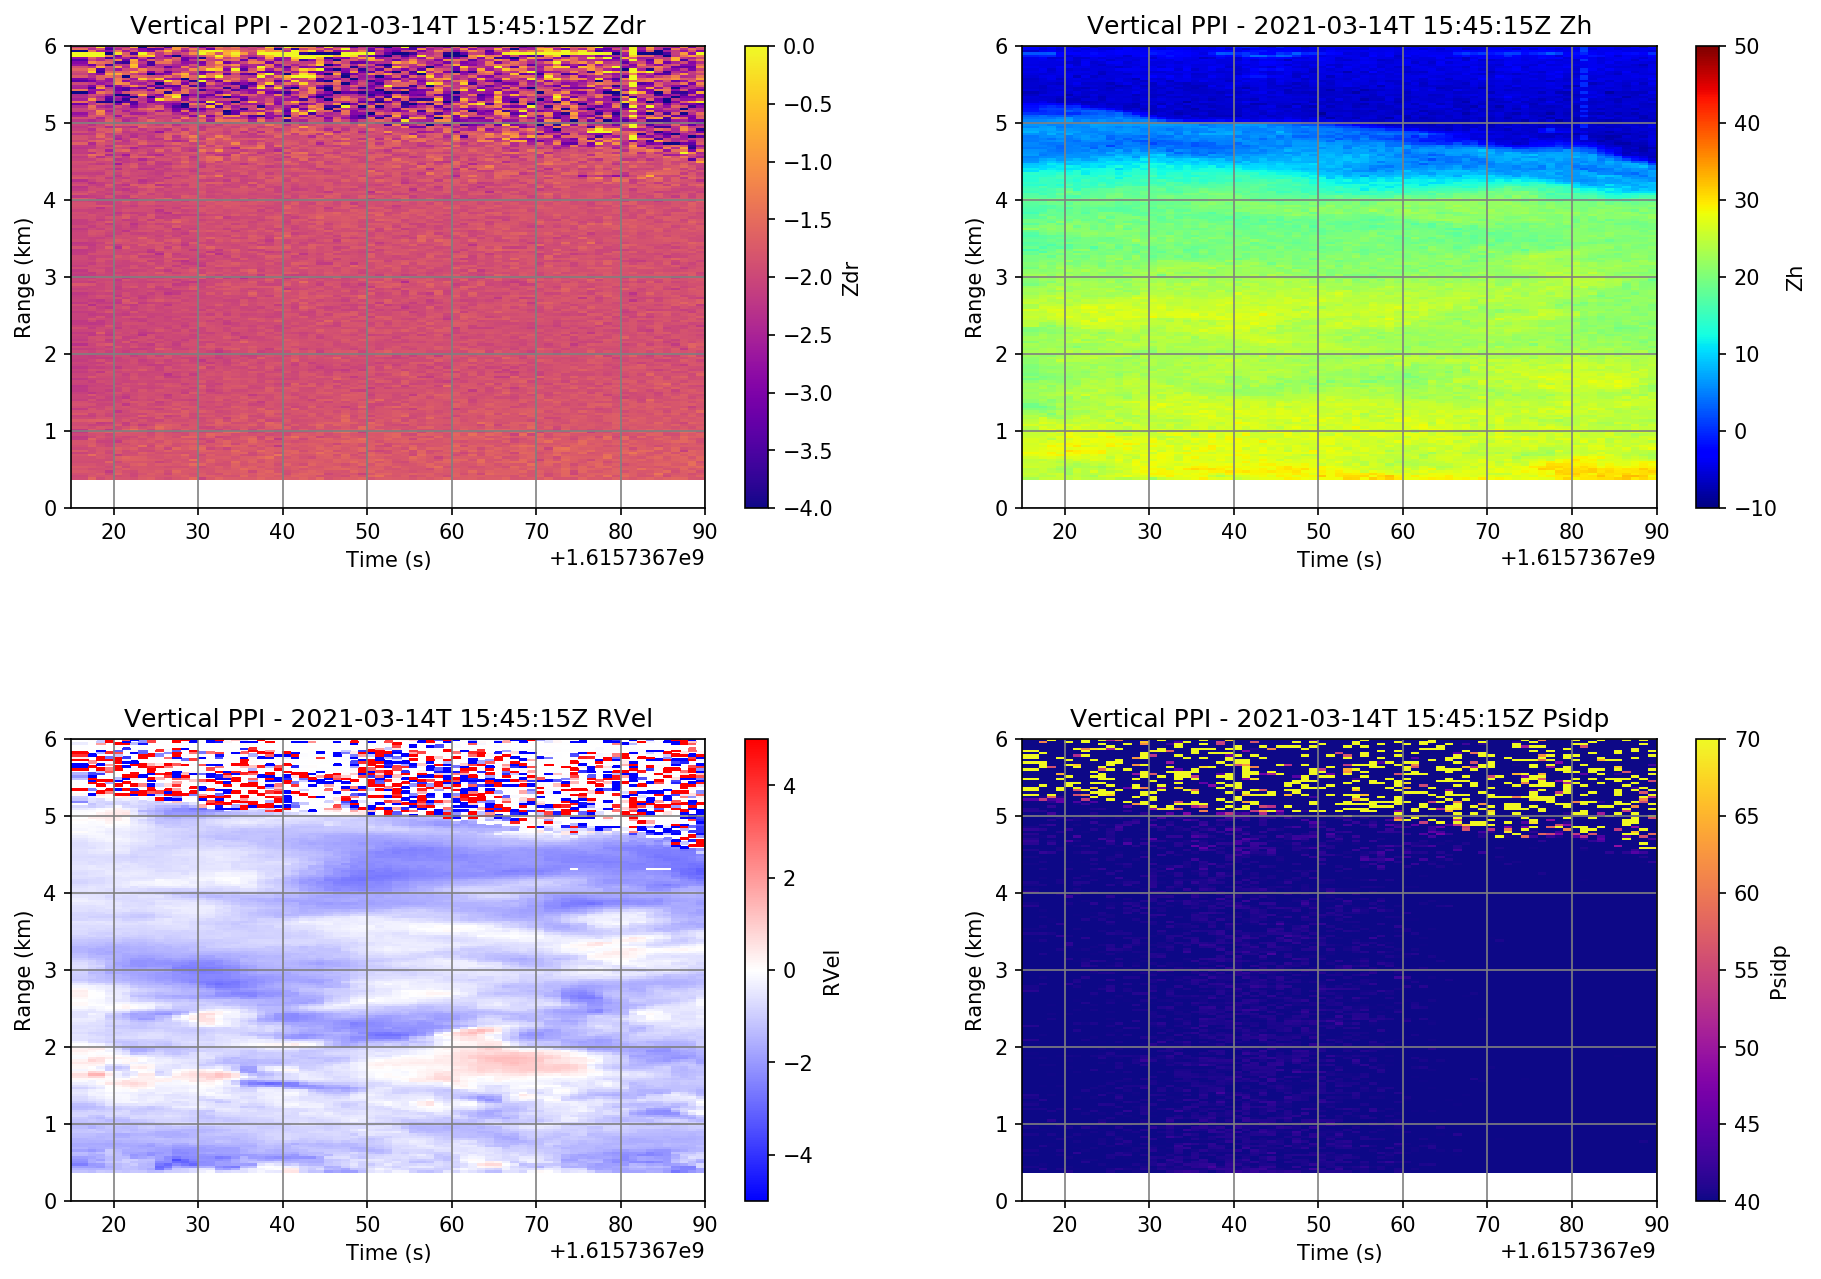 Vertical PPI - 2021-03-14T 15:45:15Z Zdr
6
5
4
3
2
1
0
Range (km)
20 30 40 50 60 70 80 90
Time (s)
+1.6157367e9
0.0
−0.5
−1.0
−1.5
−2.0
−2.5
−3.0
−3.5
−4.0
Zdr
Vertical PPI - 2021-03-14T 15:45:15Z Zh
6
5
4
3
2
1
0
Range (km)
20 30 40 50 60 70 80 90
Time (s)
+1.6157367e9
50
40
30
20
10
0
−10
Zh
Vertical PPI - 2021-03-14T 15:45:15Z RVel
6
5
4
3
2
1
0
Range (km)
20 30 40 50 60 70 80 90
Time (s)
+1.6157367e9
4
2
0
−2
−4
RVel
Vertical PPI - 2021-03-14T 15:45:15Z Psidp
6
5
4
3
2
1
0
Range (km)
20 30 40 50 60 70 80 90
Time (s)
+1.6157367e9
70
65
60
55
50
45
40
Psidp